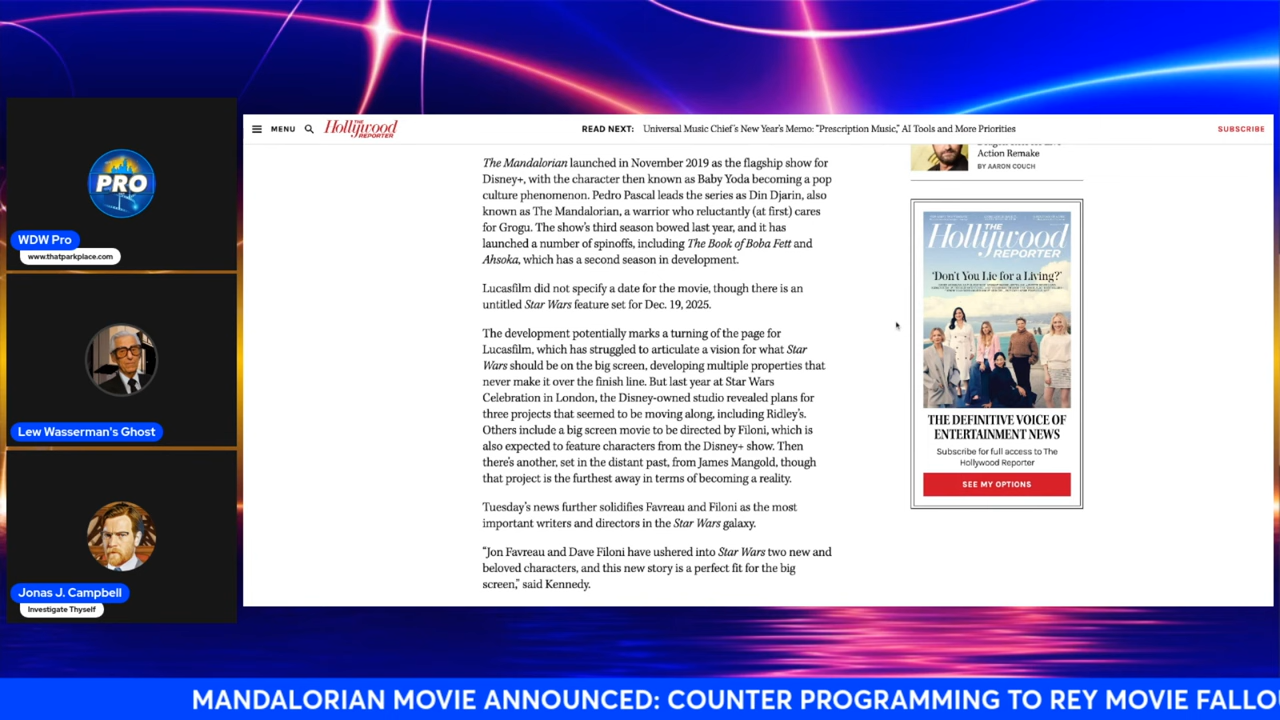 MENU
THE
Hollywood
REPORTER
READ NEXT: Universal Music Chief's New Year's Memo: "Prescription Music," AI Tools and More Priorities
SUBSCRIBE
PRO
WDW Pro
www.thatparkplace.com
Lew Wasserman's Ghost
Jonas J. Campbell
Investigate Thyself
The Mandalorian launched in November 2019 as the flagship show for
Disney+, with the character then known as Baby Yoda becoming a pop
culture phenomenon. Pedro Pascal leads the series as Din Djarin, also
known as The Mandalorian, a warrior who reluctantly (at first) cares
for Grogu. The show's third season bowed last year, and it has
launched a number of spinoffs, including The Book of Boba Fett and
Ahsoka, which has a second season in development.
Lucasfilm did not specify a date for the movie, though there is an
untitled Star Wars feature set for Dec. 19, 2025.
The development potentially marks a turning of the page for
Lucasfilm, which has struggled to articulate a vision for what Star
Wars should be on the big screen, developing multiple properties that
never make it over the finish line. But last year at Star Wars
Celebration in London, the Disney-owned studio revealed plans for
three projects that seemed to be moving along, including Ridley's.
Others include a big screen movie to be directed by Filoni, which is
also expected to feature characters from the Disney+ show. Then
there's another, set in the distant past, from James Mangold, though
that project is the furthest away in terms of becoming a reality.
Tuesday's news further solidifies Favreau and Filoni as the most
important writers and directors in the Star Wars galaxy.
"Jon Favreau and Dave Filoni have ushered into Star Wars two new and
beloved characters, and this new story is a perfect fit for the big
screen," said Kennedy.
Action Remake
BY AARON COUCH
THE
Hollywood
REPORTER
'Don't You Lie for a Living?'
THE DEFINITIVE VOICE OF
ENTERTAINMENT NEWS
Subscribe for full access to The
Hollywood Reporter
SEE MY OPTIONS
MANDALORIAN MOVIE ANNOUNCED: COUNTER PROGRAMMING TO REY MOVIE FALLO